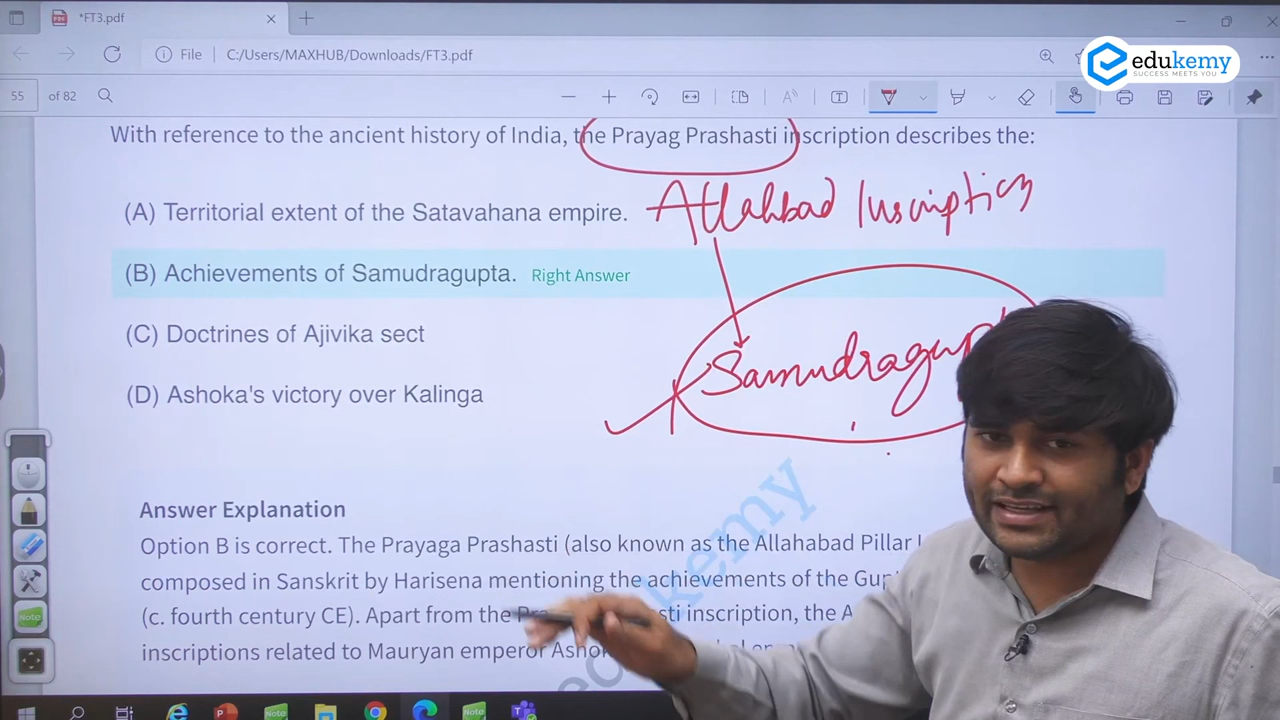 *FT3.pdf
File C:/Users/MAXHUB/Downloads/FT3.pdf
edukemy
SUCCESS MEETS YOU
55 of 82
With reference to the ancient history of India, the Prayag Prashasti inscription describes the:
Allahbad Inscription
(A) Territorial extent of the Satavahana empire.
(B) Achievements of Samudragupta. Right Answer
(C) Doctrines of Ajivika sect
Samudragupt
(D) Ashoka's victory over Kalinga
Answer Explanation
Option B is correct. The Prayaga Prashasti (also known as the Allahabad Pillar
composed in Sanskrit by Harisena mentioning the achievements of the
(c. fourth century CE). Apart from the inscription, the
inscriptions related to Mauryan emperor
edukemy
Note
Note
Note